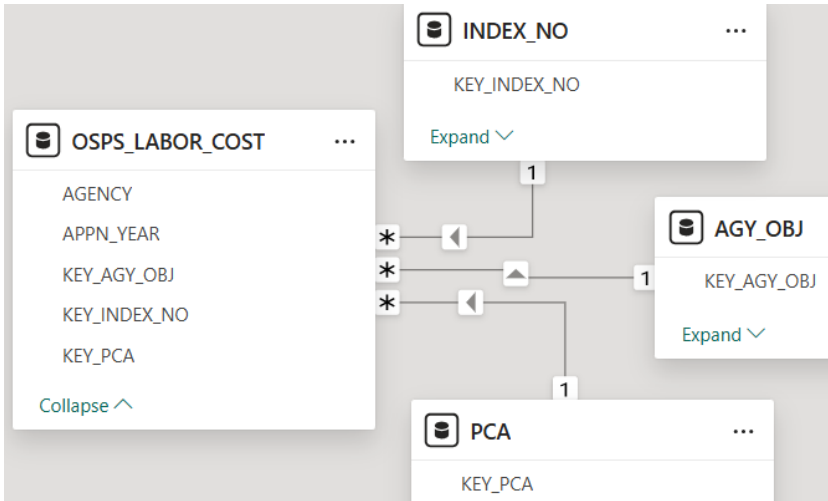 INDEX_NO
KEY_INDEX_NO
Expand
OSPS_LABOR_COST
AGENCY
APPN_YEAR
KEY_AGY_OBJ
KEY_INDEX_NO
KEY_PCA
Collapse
1
*
*
*
1
1
AGY_OBJ
KEY_AGY_OBJ
Expand
PCA
KEY_PCA